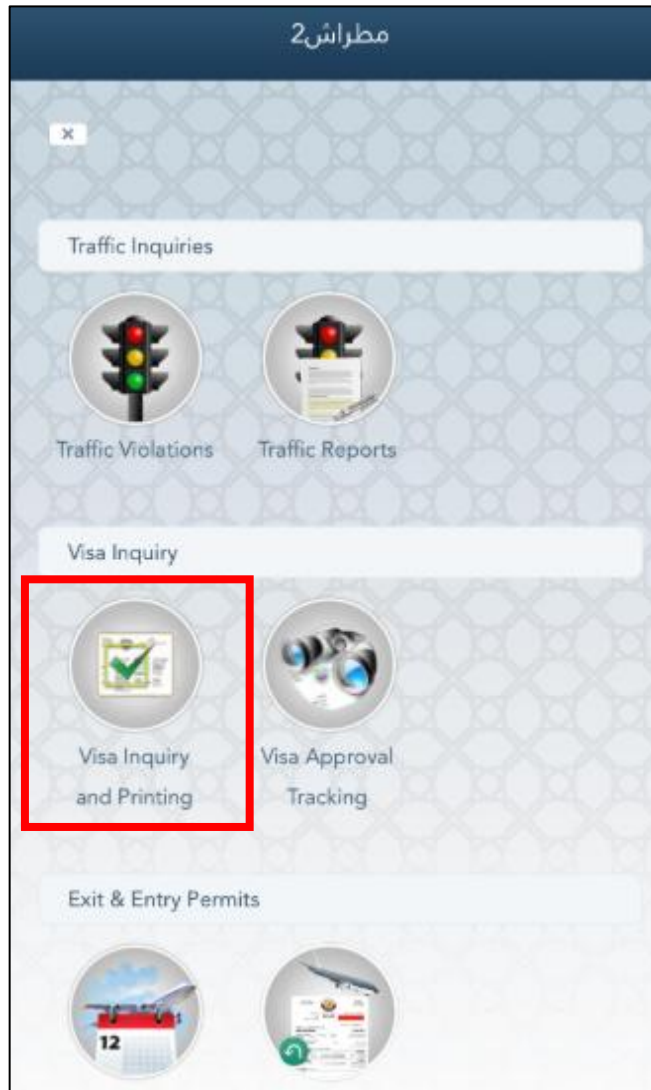 مطراش2
x
Traffic Inquiries
Traffic Violations
Traffic Reports
Visa Inquiry
Visa Inquiry
and Printing
Visa Approval
Tracking
Exit & Entry Permits
12